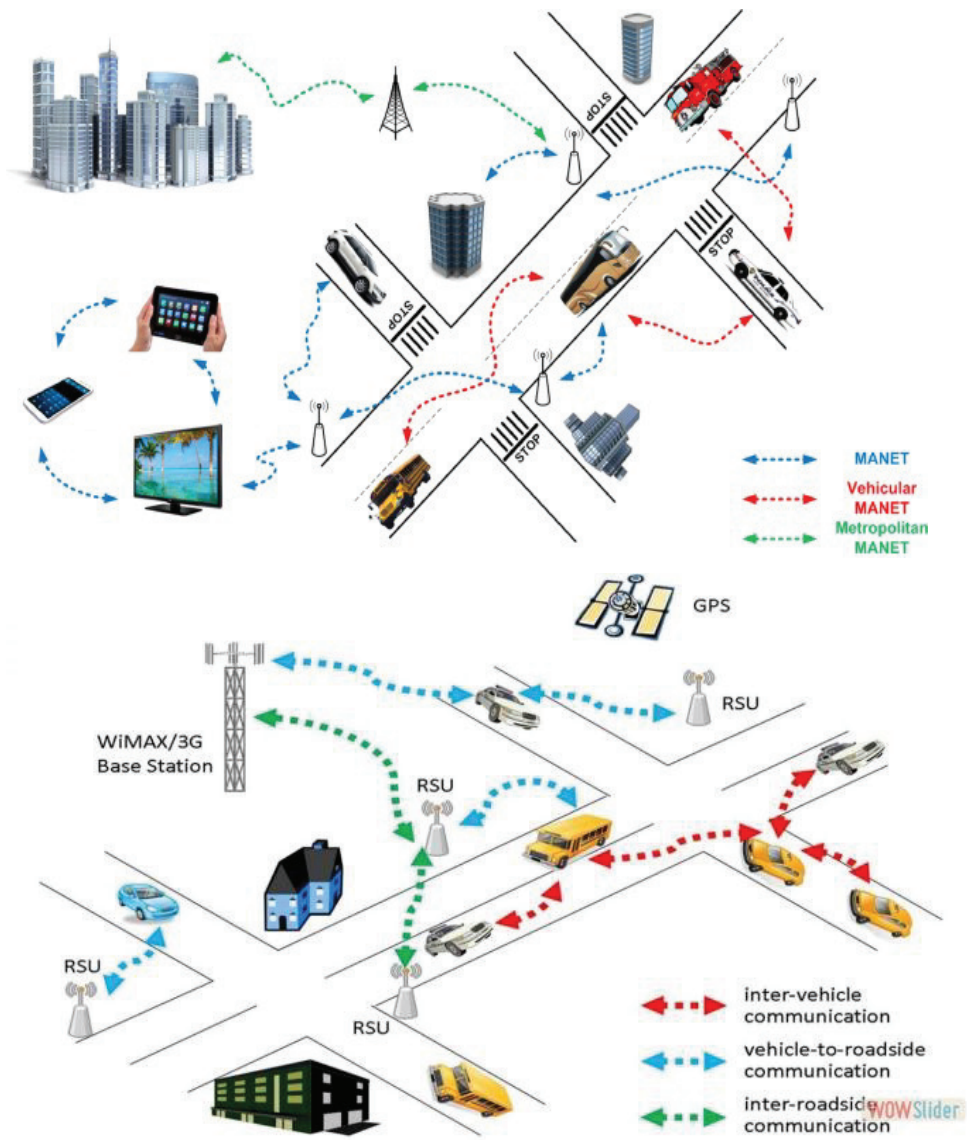 STOP
STOP
STOP
STOP
MANET
Vehicular
MANET
Metropolitan
MANET
GPS
RSU
WiMAX/3G
Base Station
RSU
RSU
RSU
inter-vehicle
communication
vehicle-to-roadside
communication
inter-roadside
communication
WOWSlider